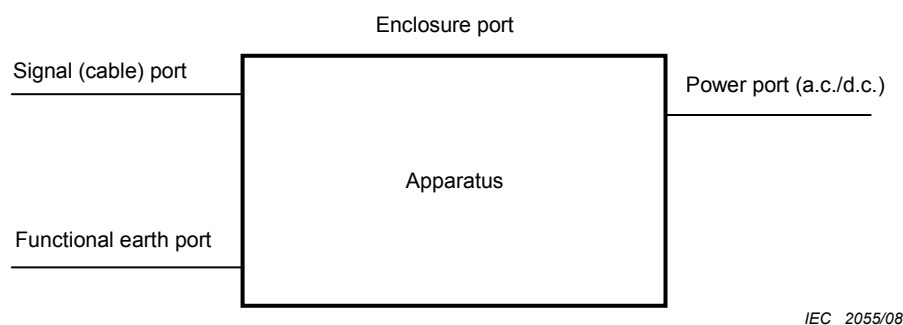 Enclosure port
Signal (cable) port
Power port (a.c./d.c.)
Apparatus
Functional earth port
IEC 2055/08